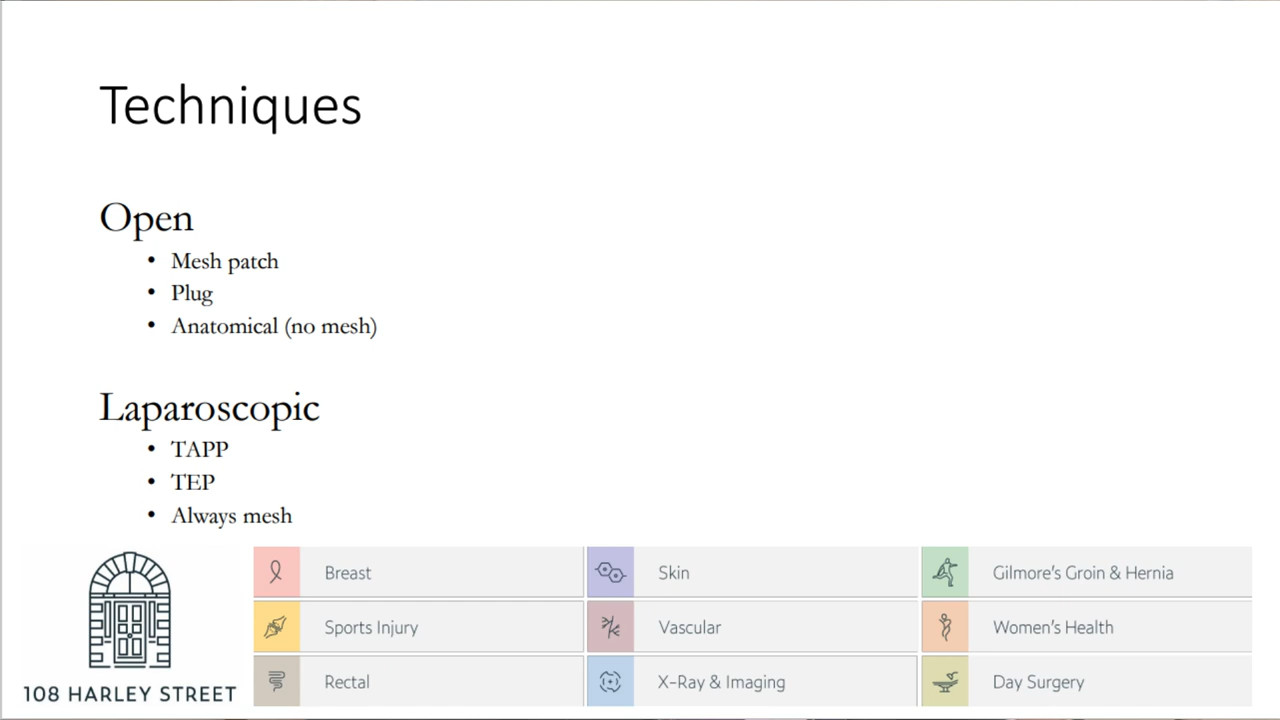 Techniques
Open
• Mesh patch
• Plug
• Anatomical (no mesh)
Laparoscopic
• TAPP
• TEP
• Always mesh
108 HARLEY STREET
Breast
Skin
Gilmore's Groin & Hernia
Sports Injury
Vascular
Women's Health
Rectal
X-Ray & Imaging
Day Surgery